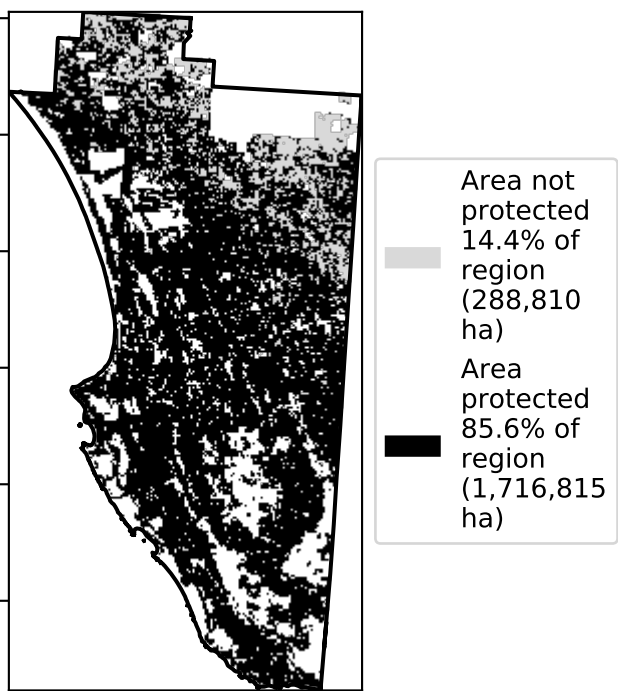 Area not
protected
14.4% of
region
(288,810
ha)
Area
protected
85.6% of
region
(1,716,815
ha)